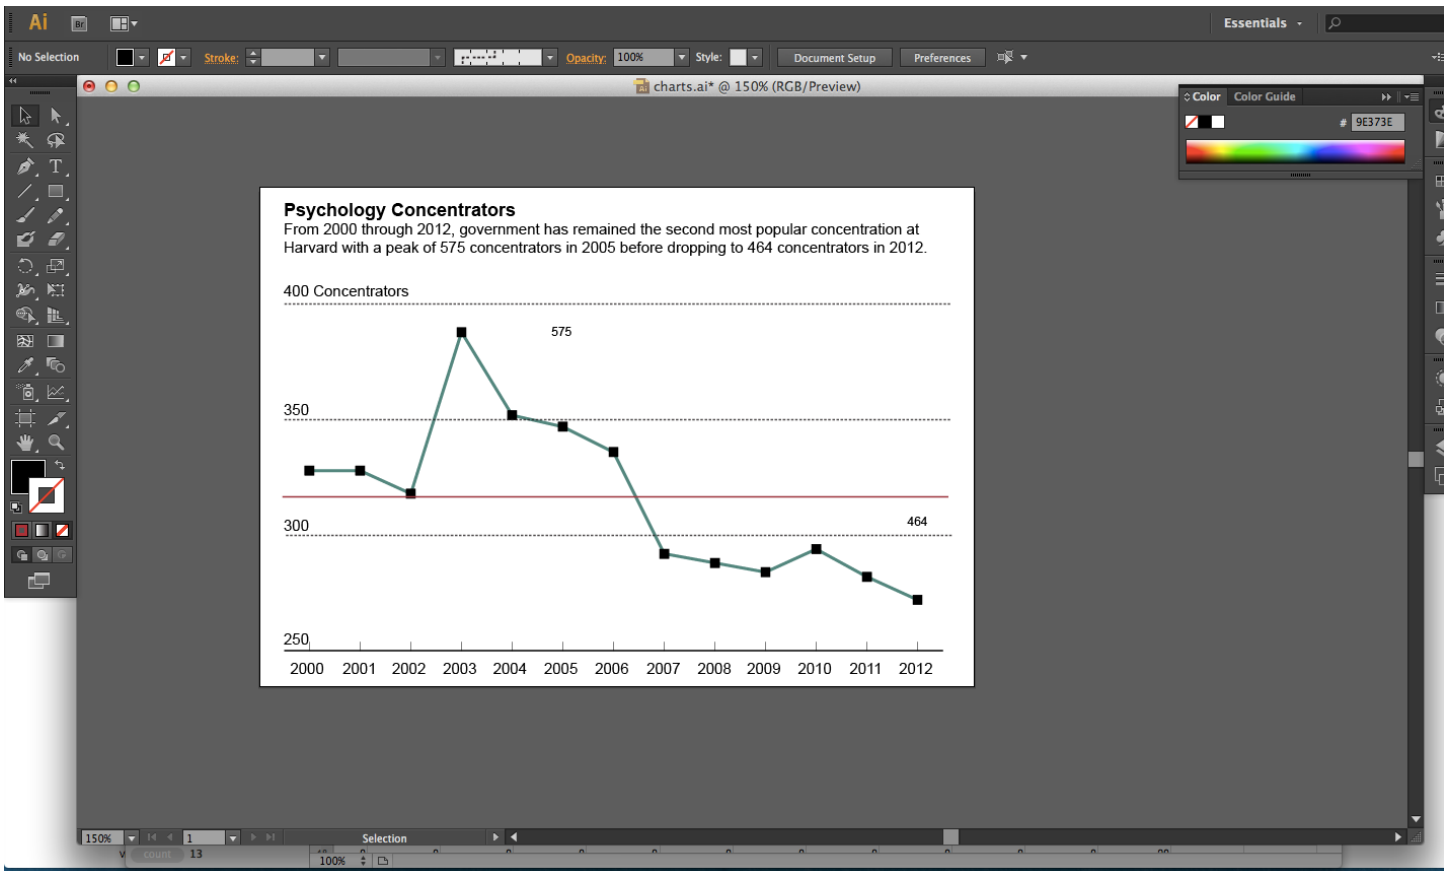 Ai Br Essentials
No Selection Stroke: Opacity: 100% Style: Document Setup Preferences
charts.ai* @ 150% (RGB/Preview)
Color Color Guide
# 9E373E
T
Psychology Concentrators
From 2000 through 2012, government has remained the second most popular concentration at
Harvard with a peak of 575 concentrators in 2005 before dropping to 464 concentrators in 2012.
400 Concentrators
575
350
300
464
250
2000 2001 2002 2003 2004 2005 2006 2007 2008 2009 2010 2011 2012
150% 1 Selection
count 13
100%